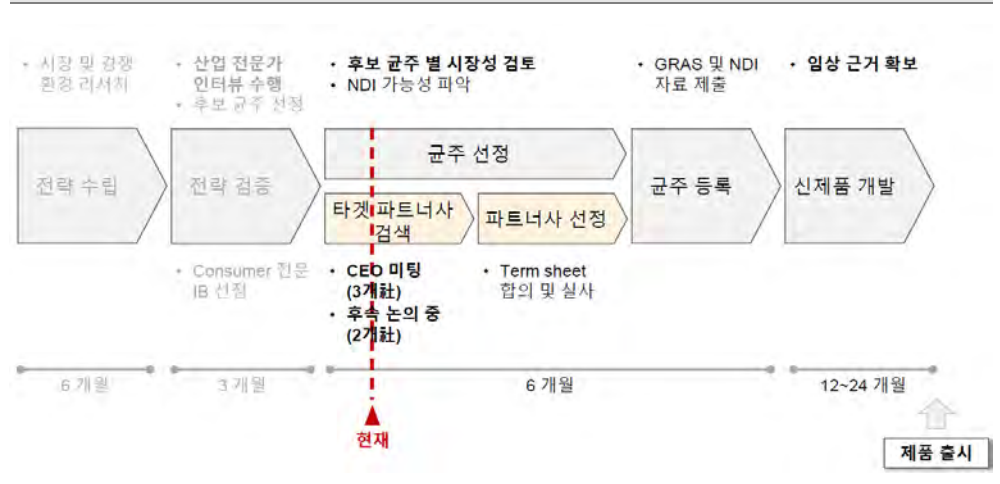 • 시장 및 경쟁
환경 리서치
• 산업 전문가
인터뷰 수행
• 후보 균주 선정
• 후보 균주 별 시장성 검토
• NDI 가능성 파악
• GRAS 및 NDI
자료 제출
• 임상 근거 확보
전략 수립
전략 검증
균주 선정
타겟 파트너사
검색
파트너사 선정
균주 등록
신제품 개발
• Consumer 전문
IB 선정
• CEO 미팅
(3개社)
• 후속 논의 중
(2개社)
• Term sheet
합의 및 실사
6 개월
3 개월
6 개월
12~24 개월
현재
제품 출시